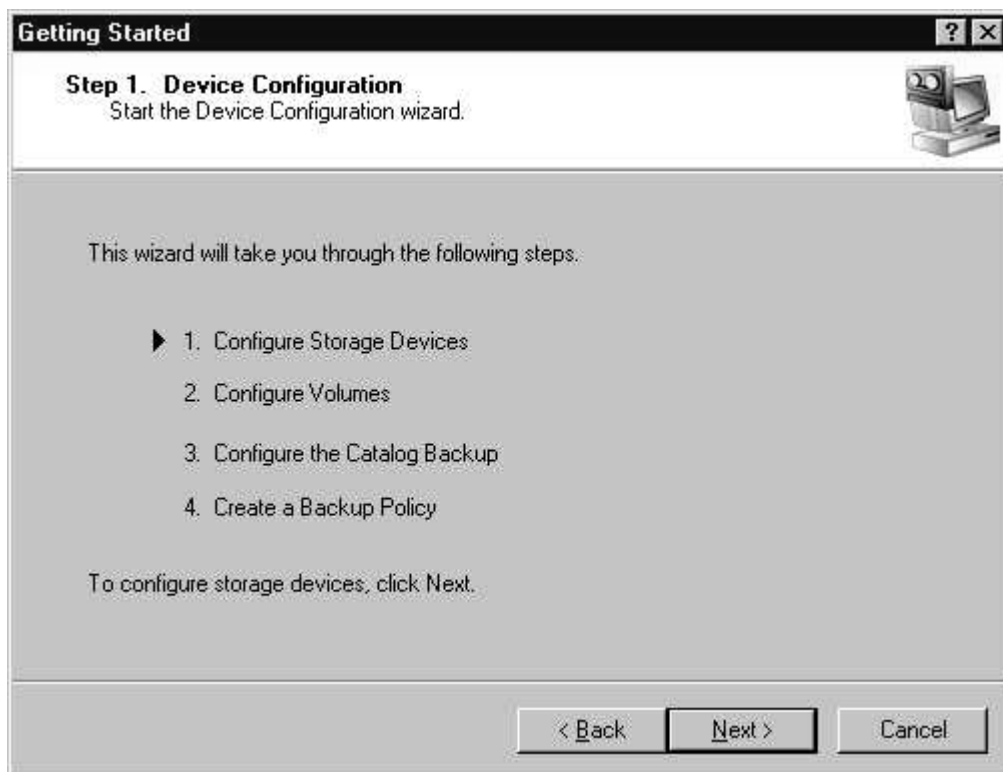 Getting Started
Step 1. Device Configuration
Start the Device Configuration wizard.
This wizard will take you through the following steps.
1. Configure Storage Devices
2. Configure Volumes
3. Configure the Catalog Backup
4. Create a Backup Policy
To configure storage devices, click Next.
< Back Next > Cancel